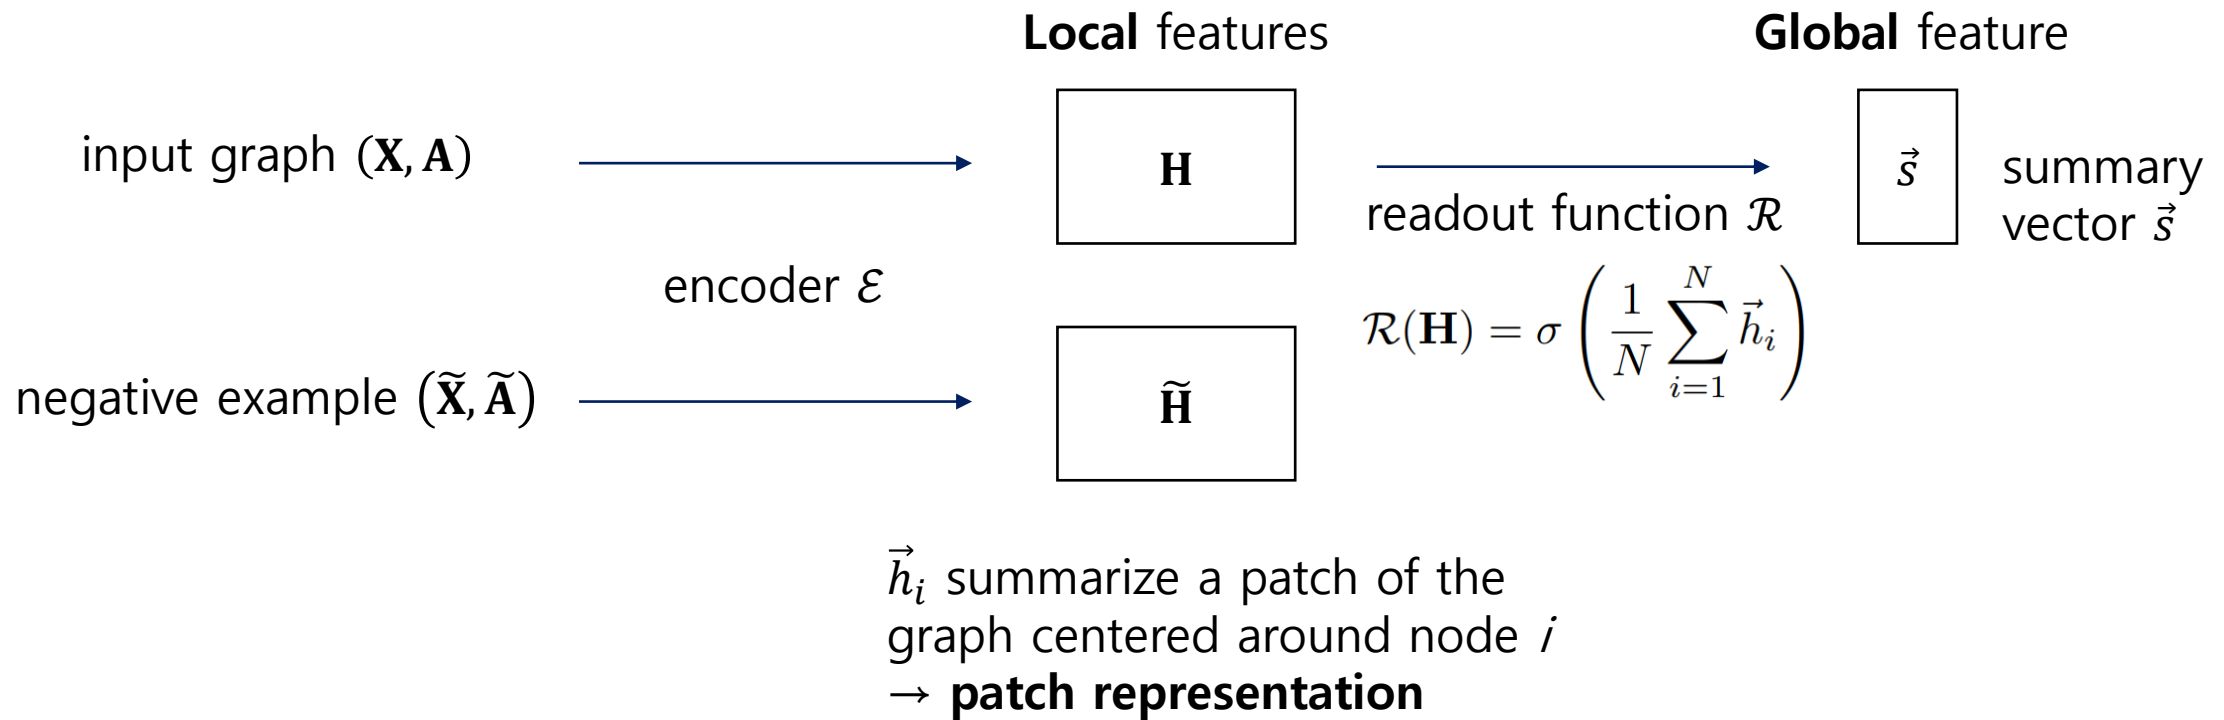 Local features
Global feature
input graph (X, A)
H
readout function ℛ
s⃗
summary
vector s⃗
encoder ℰ
ℛ(H) = σ ( 1/N ∑_{i=1}^{N} h⃗_i )
negative example (X̃, Ã)
H̃
h⃗_i summarize a patch of the
graph centered around node i
→ patch representation